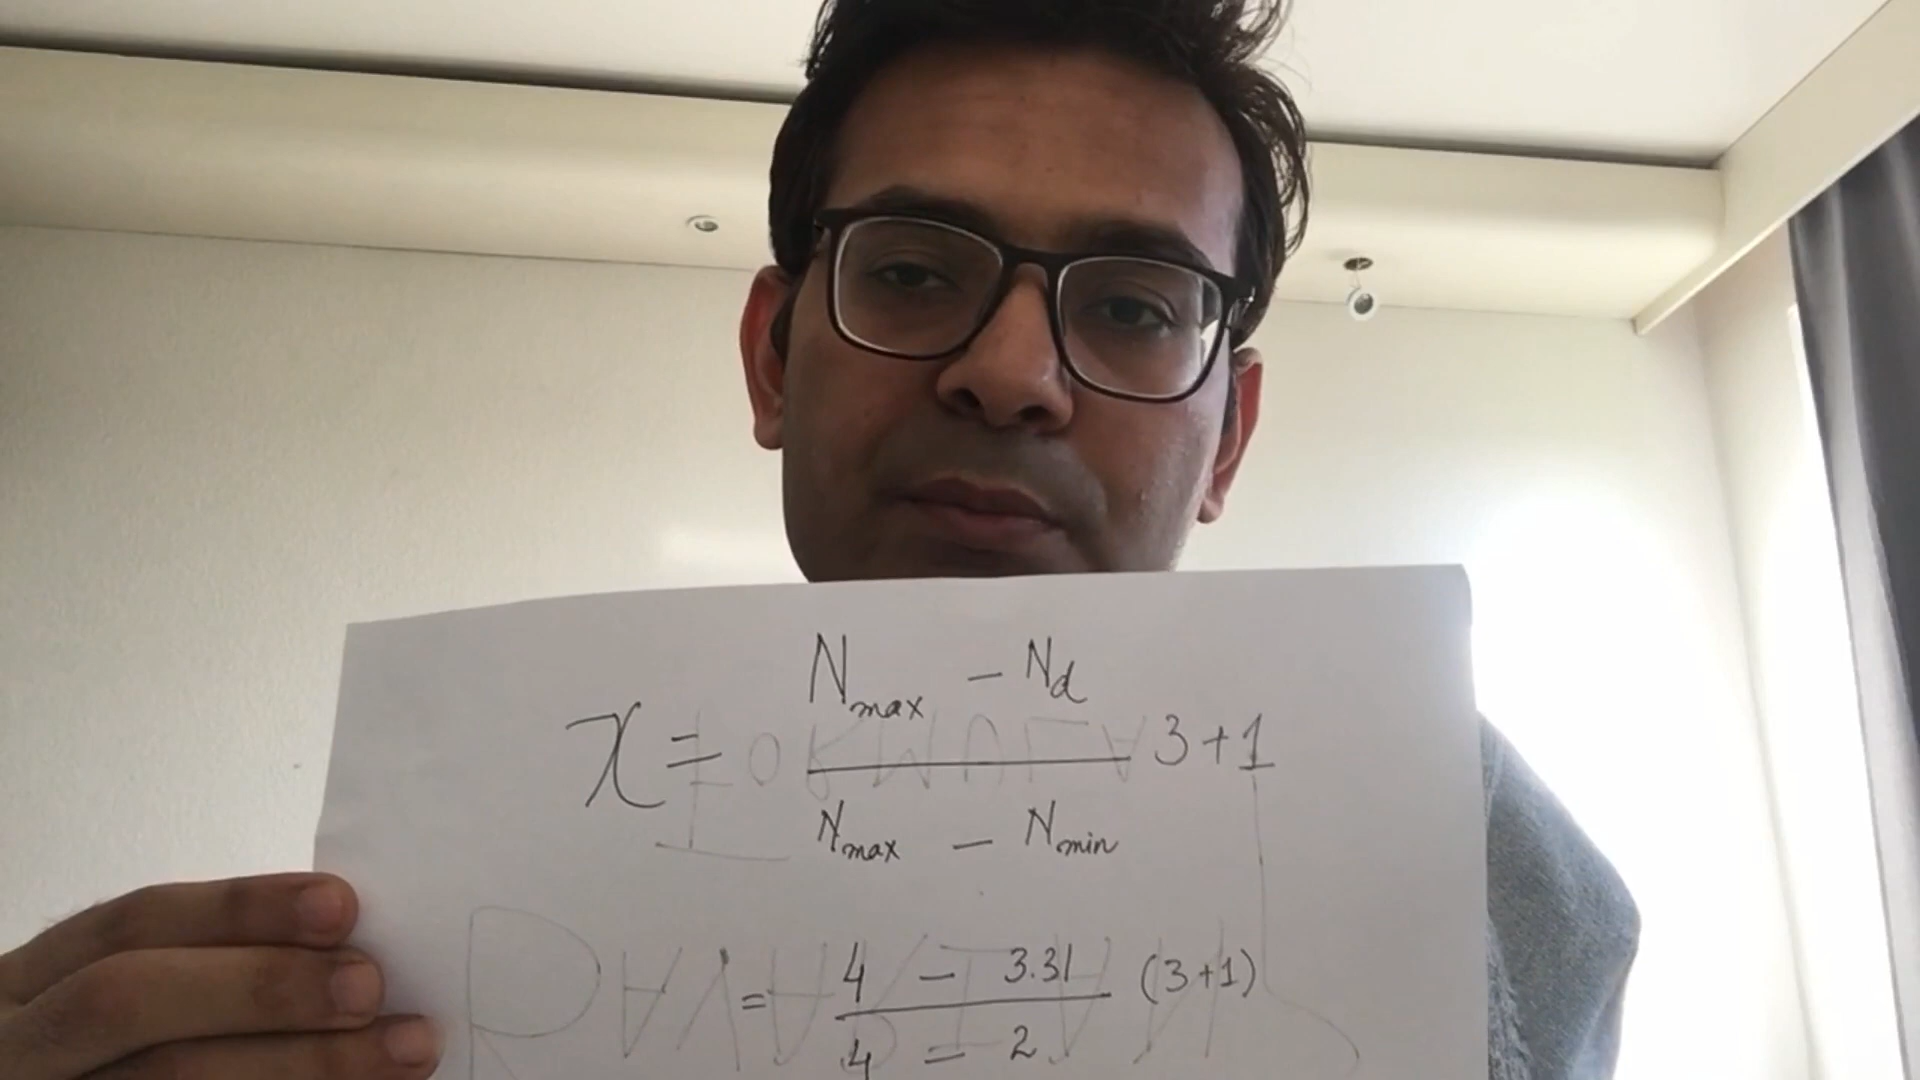 N_max - N_d
x = ———— 3+1
N_max - N_min
= 4 - 3.31 (3+1)
4 - 2